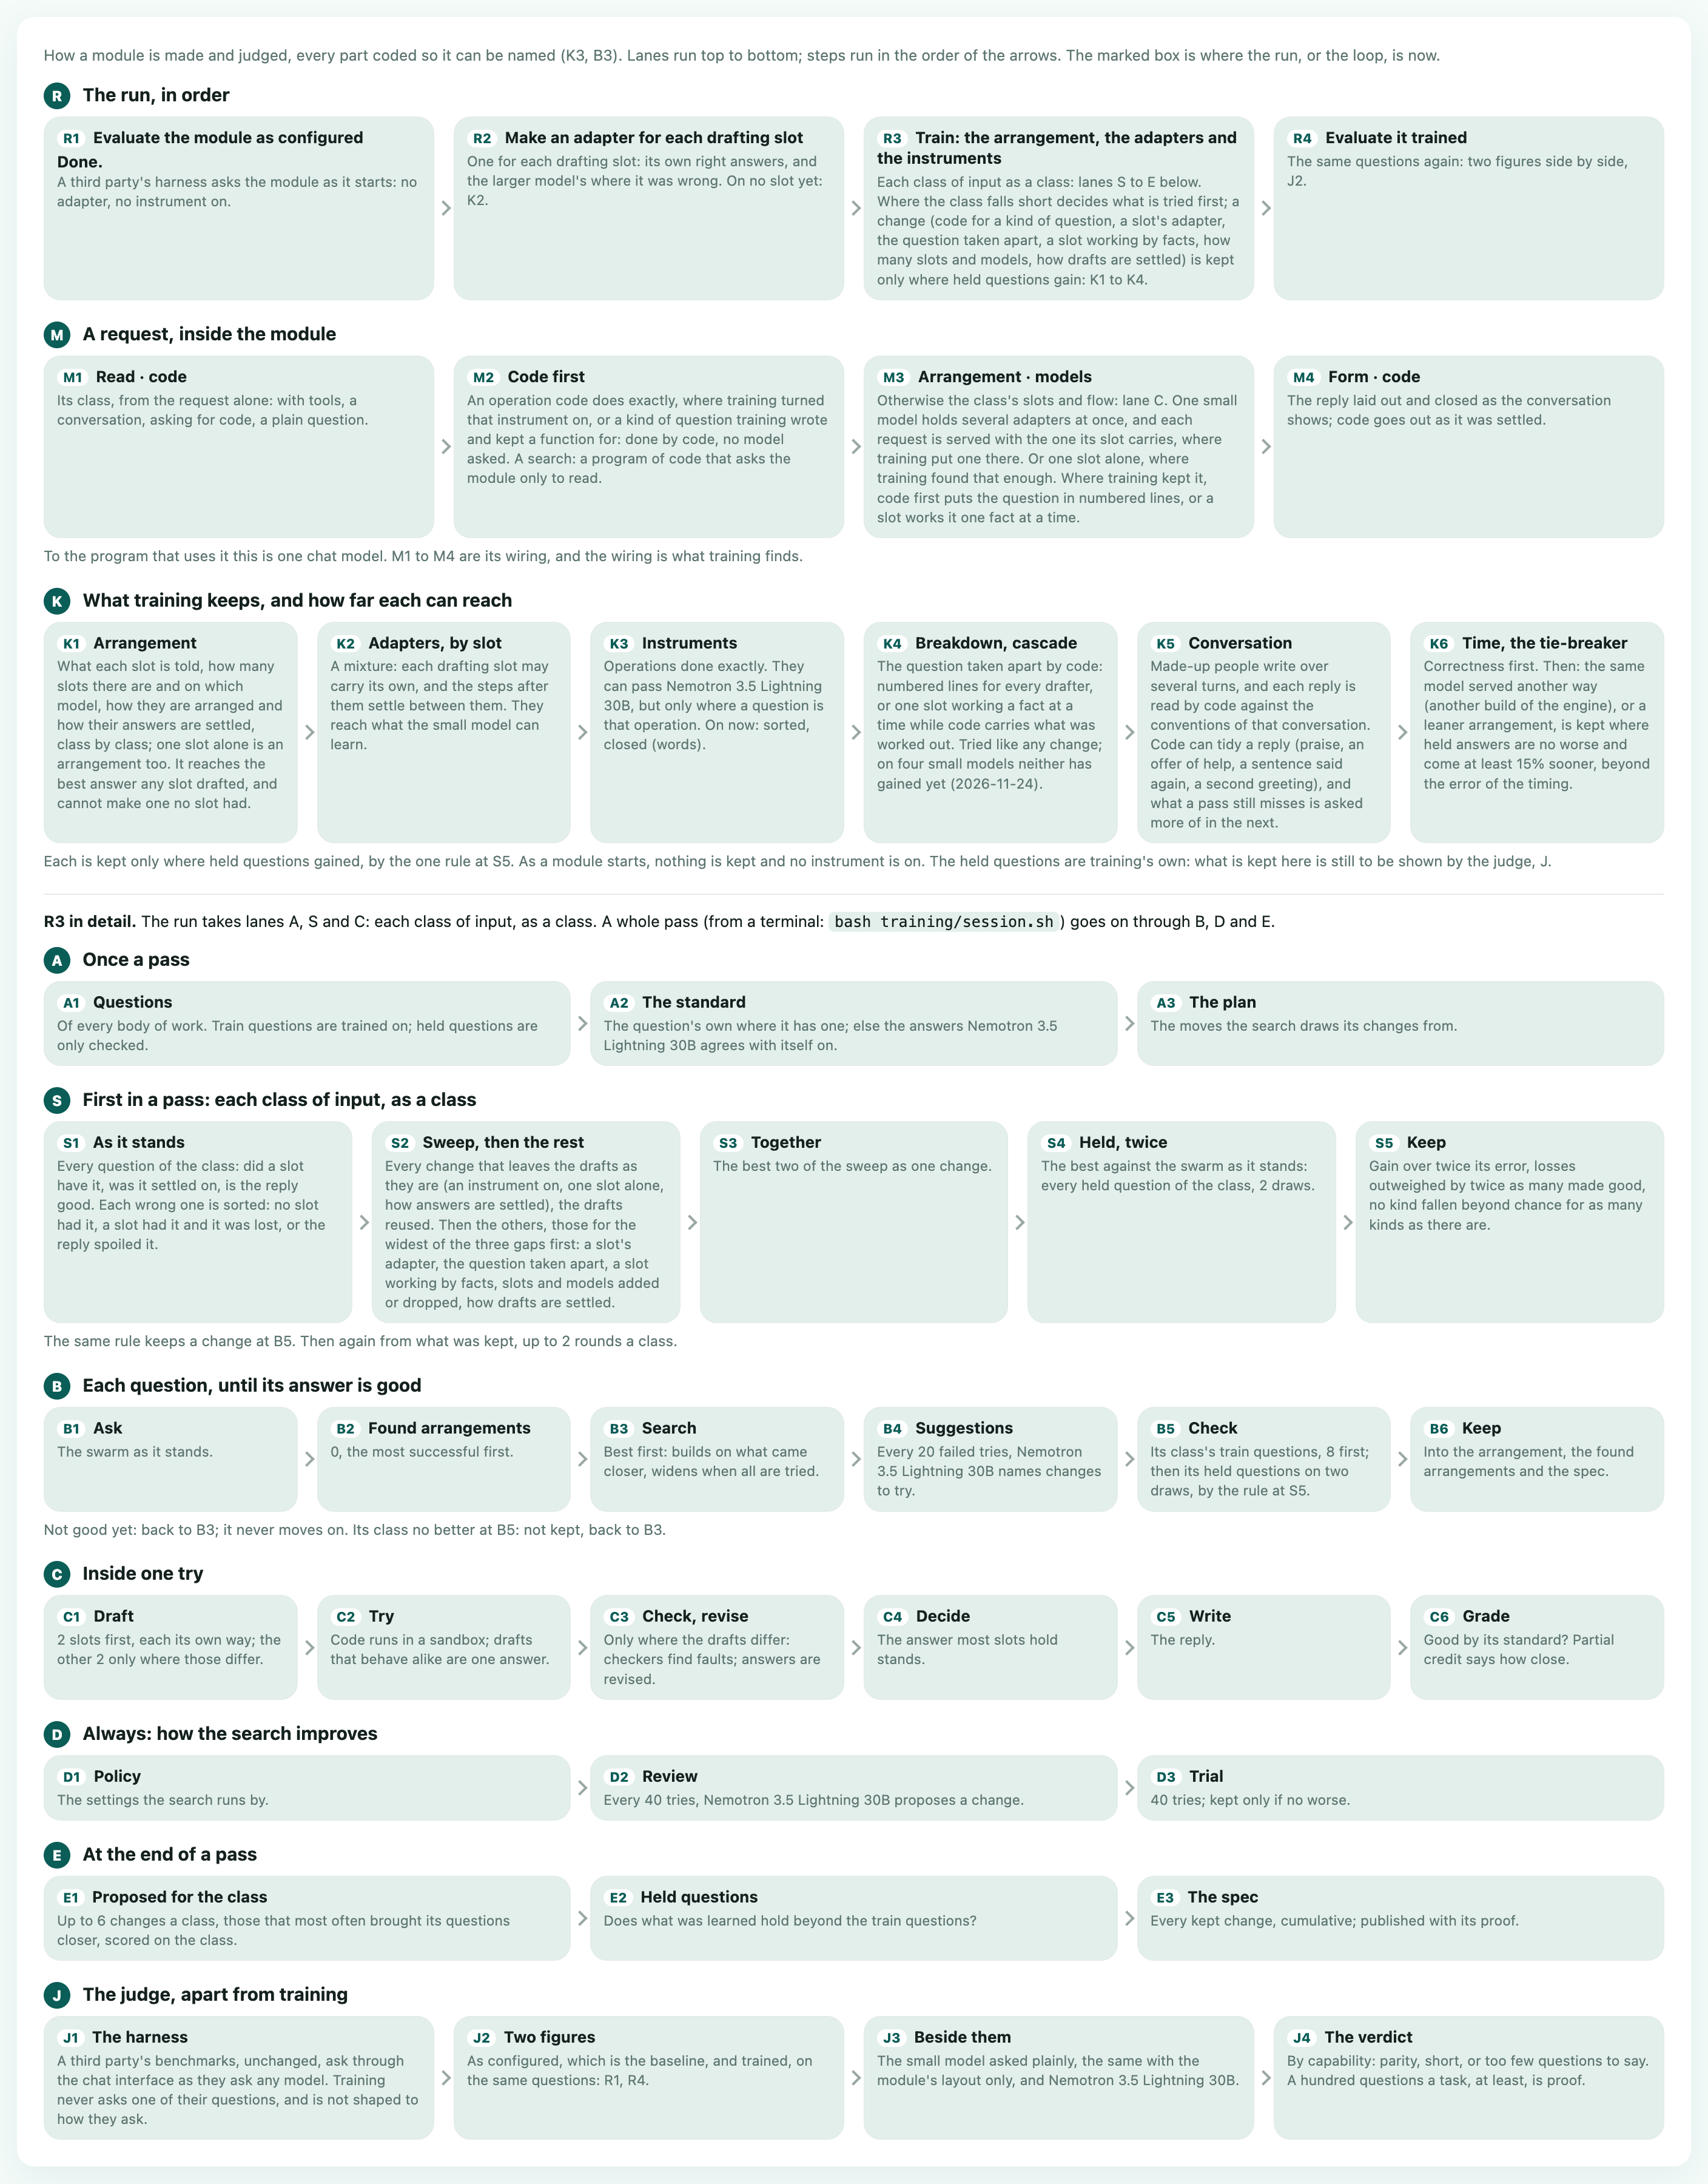 How a module is made and judged, every part coded so it can be named (K3, B3). Lanes run top to bottom; steps run in the order of the arrows. The marked box is where the run, or the loop, is now.
R The run, in order
R1 Evaluate the module as configured
Done.
A third party's harness asks the module as it starts: no
adapter, no instrument on.
R2 Make an adapter for each drafting slot
One for each drafting slot: its own right answers, and
the larger model's where it was wrong. On no slot yet:
K2.
R3 Train: the arrangement, the adapters and
the instruments
Each class of input as a class: lanes S to E below.
Where the class falls short decides what is tried first; a
change (code for a kind of question, a slot's adapter,
the question taken apart, a slot working by facts, how
many slots and models, how drafts are settled) is kept
only where held questions gain: K1 to K4.
R4 Evaluate it trained
The same questions again: two figures side by side,
J2.
M A request, inside the module
M1 Read · code
Its class, from the request alone: with tools, a
conversation, asking for code, a plain question.
M2 Code first
An operation code does exactly, where training turned
that instrument on, or a kind of question training wrote
and kept a function for: done by code, no model
asked. A search: a program of code that asks the
module only to read.
M3 Arrangement · models
Otherwise the class's slots and flow: lane C. One small
model holds several adapters at once, and each
request is served with the one its slot carries, where
training put one there. Or one slot alone, where
training found that enough. Where training kept it,
code first puts the question in numbered lines, or a
slot works it one fact at a time.
M4 Form · code
The reply laid out and closed as the conversation
shows; code goes out as it was settled.
To the program that uses it this is one chat model. M1 to M4 are its wiring, and the wiring is what training finds.
K What training keeps, and how far each can reach
K1 Arrangement
What each slot is told, how many
slots there are and on which
model, how they are arranged and
how their answers are settled,
class by class; one slot alone is an
arrangement too. It reaches the
best answer any slot drafted, and
cannot make one no slot had.
K2 Adapters, by slot
A mixture: each drafting slot may
carry its own, and the steps after
them settle between them. They
reach what the small model can
learn.
K3 Instruments
Operations done exactly. They
can pass Nemotron 3.5 Lightning
30B, but only where a question is
that operation. On now: sorted,
closed (words).
K4 Breakdown, cascade
The question taken apart by code:
numbered lines for every drafter,
or one slot working a fact at a
time while code carries what was
worked out. Tried like any change;
on four small models neither has
gained yet (2026-11-24).
K5 Conversation
Made-up people write over
several turns, and each reply is
read by code against the
conventions of that conversation.
Code can tidy a reply (praise, an
offer of help, a sentence said
again, a second greeting), and
what a pass still misses is asked
more of in the next.
K6 Time, the tie-breaker
Correctness first. Then: the same
model served another way
(another build of the engine), or a
leaner arrangement, is kept where
held answers are no worse and
come at least 15% sooner, beyond
the error of the timing.
Each is kept only where held questions gained, by the one rule at S5. As a module starts, nothing is kept and no instrument is on. The held questions are training's own: what is kept here is still to be shown by the judge, J.
R3 in detail. The run takes lanes A, S and C: each class of input, as a class. A whole pass (from a terminal: bash training/session.sh) goes on through B, D and E.
A Once a pass
A1 Questions
Of every body of work. Train questions are trained on; held questions are
only checked.
A2 The standard
The question's own where it has one; else the answers Nemotron 3.5
Lightning 30B agrees with itself on.
A3 The plan
The moves the search draws its changes from.
S First in a pass: each class of input, as a class
S1 As it stands
Every question of the class: did a slot
have it, was it settled on, is the reply
good. Each wrong one is sorted: no slot
had it, a slot had it and it was lost, or the
reply spoiled it.
S2 Sweep, then the rest
Every change that leaves the drafts as
they are (an instrument on, one slot alone,
how answers are settled), the drafts
reused. Then the others, those for the
widest of the three gaps first: a slot's
adapter, the question taken apart, a slot
working by facts, slots and models added
or dropped, how drafts are settled.
S3 Together
The best two of the sweep as one change.
S4 Held, twice
The best against the swarm as it stands:
every held question of the class, 2 draws.
S5 Keep
Gain over twice its error, losses
outweighed by twice as many made good,
no kind fallen beyond chance for as many
kinds as there are.
The same rule keeps a change at B5. Then again from what was kept, up to 2 rounds a class.
B Each question, until its answer is good
B1 Ask
The swarm as it stands.
B2 Found arrangements
0, the most successful first.
B3 Search
Best first: builds on what came
closer, widens when all are tried.
B4 Suggestions
Every 20 failed tries, Nemotron
3.5 Lightning 30B names changes
to try.
B5 Check
Its class's train questions, 8 first;
then its held questions on two
draws, by the rule at S5.
B6 Keep
Into the arrangement, the found
arrangements and the spec.
Not good yet: back to B3; it never moves on. Its class no better at B5: not kept, back to B3.
C Inside one try
C1 Draft
2 slots first, each its own way; the
other 2 only where those differ.
C2 Try
Code runs in a sandbox; drafts
that behave alike are one answer.
C3 Check, revise
Only where the drafts differ:
checkers find faults; answers are
revised.
C4 Decide
The answer most slots hold
stands.
C5 Write
The reply.
C6 Grade
Good by its standard? Partial
credit says how close.
D Always: how the search improves
D1 Policy
The settings the search runs by.
D2 Review
Every 40 tries, Nemotron 3.5 Lightning 30B proposes a change.
D3 Trial
40 tries; kept only if no worse.
E At the end of a pass
E1 Proposed for the class
Up to 6 changes a class, those that most often brought its questions
closer, scored on the class.
E2 Held questions
Does what was learned hold beyond the train questions?
E3 The spec
Every kept change, cumulative; published with its proof.
J The judge, apart from training
J1 The harness
A third party's benchmarks, unchanged, ask through
the chat interface as they ask any model. Training
never asks one of their questions, and is not shaped to
how they ask.
J2 Two figures
As configured, which is the baseline, and trained, on
the same questions: R1, R4.
J3 Beside them
The small model asked plainly, the same with the
module's layout only, and Nemotron 3.5 Lightning 30B.
J4 The verdict
By capability: parity, short, or too few questions to say.
A hundred questions a task, at least, is proof.